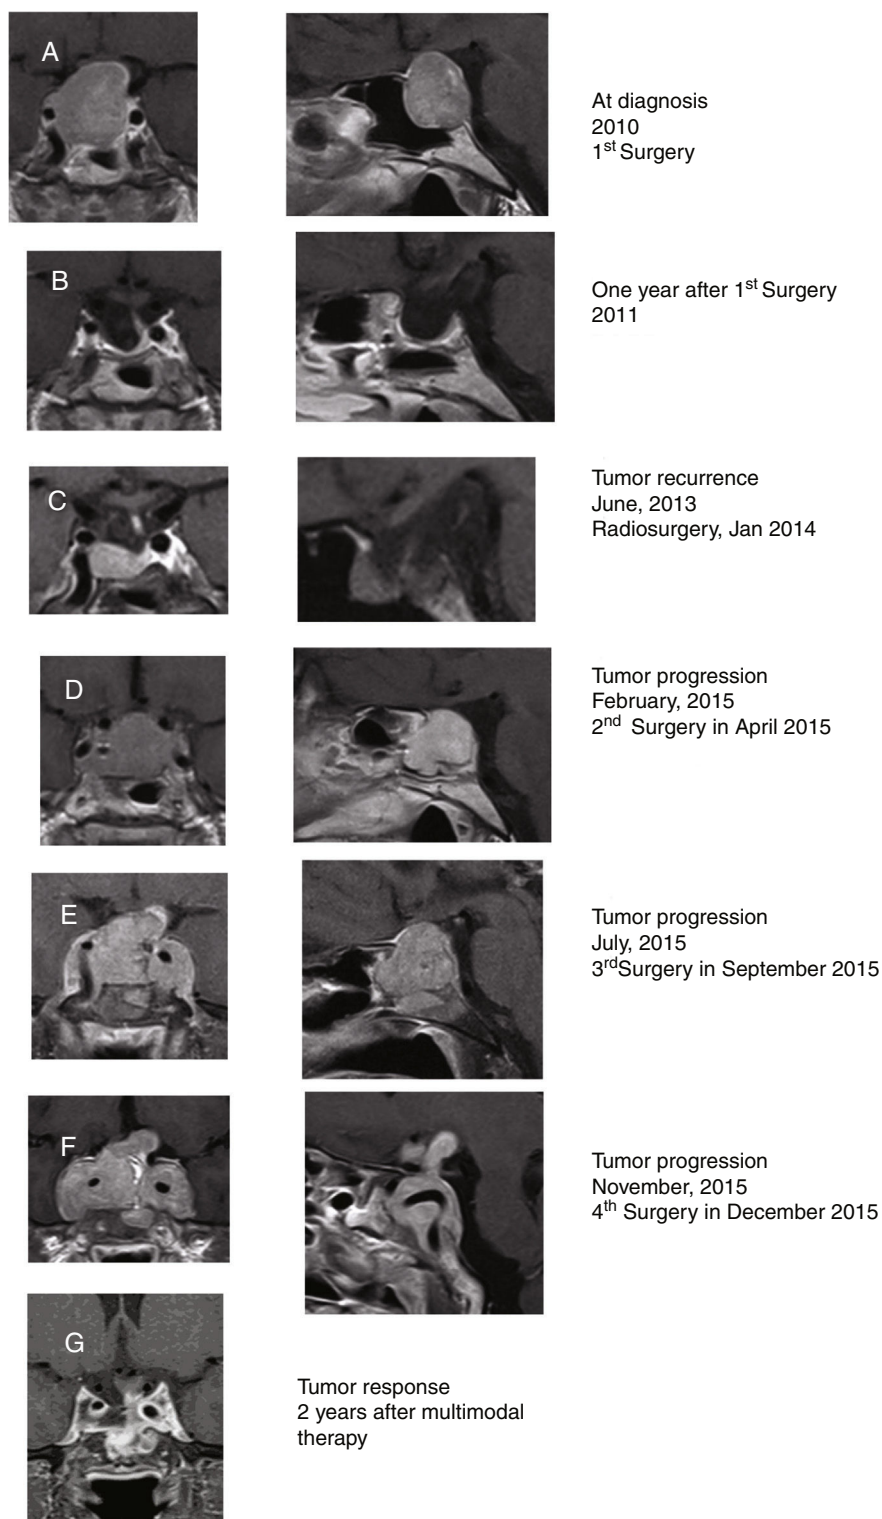 A
At diagnosis
2010
1st Surgery
B
One year after 1st Surgery
2011
C
Tumor recurrence
June, 2013
Radiosurgery, Jan 2014
D
Tumor progression
February, 2015
2nd Surgery in April 2015
E
Tumor progression
July, 2015
3rdSurgery in September 2015
F
Tumor progression
November, 2015
4th Surgery in December 2015
G
Tumor response
2 years after multimodal
therapy